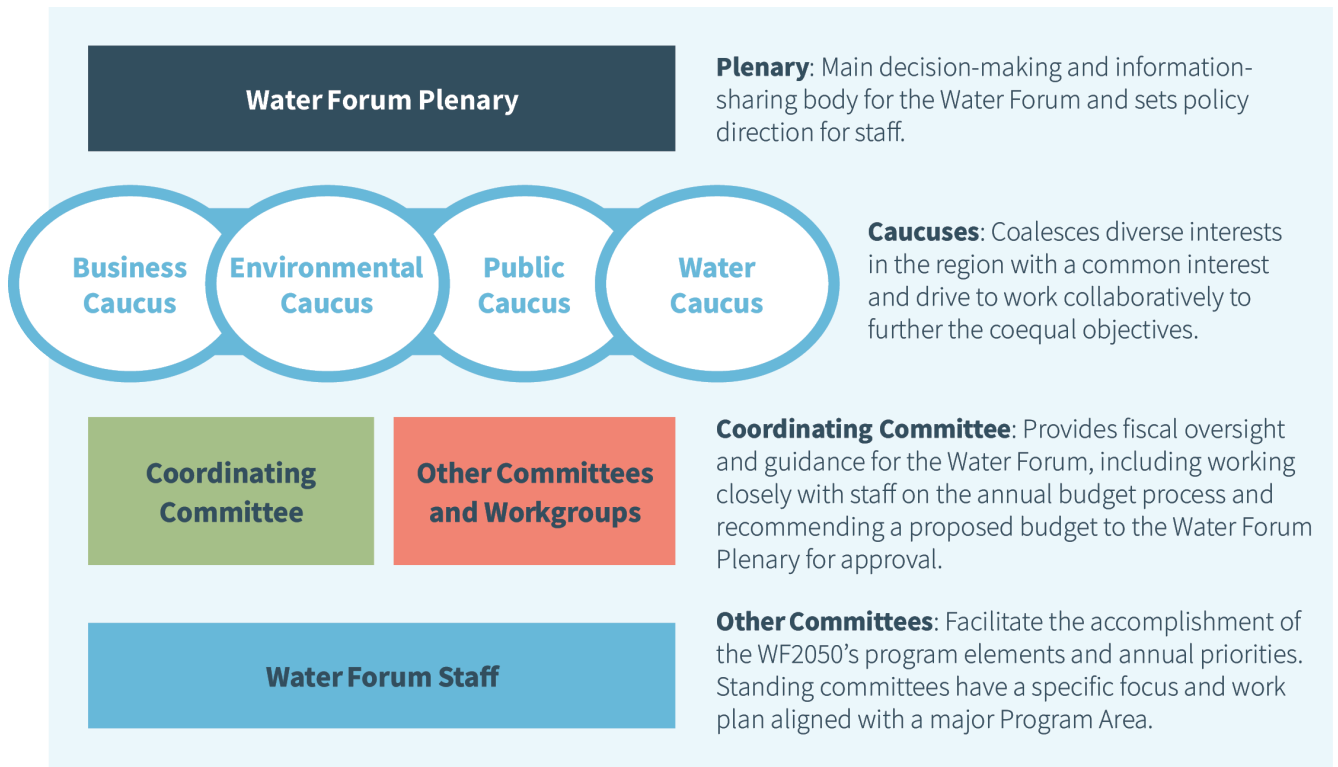 Water Forum Plenary
Plenary: Main decision-making and information-
sharing body for the Water Forum and sets policy
direction for staff.
Business
Caucus
Environmental
Caucus
Public
Caucus
Water
Caucus
Caucuses: Coalesces diverse interests
in the region with a common interest
and drive to work collaboratively to
further the coequal objectives.
Coordinating
Committee
Other Committees
and Workgroups
Coordinating Committee: Provides fiscal oversight
and guidance for the Water Forum, including working
closely with staff on the annual budget process and
recommending a proposed budget to the Water Forum
Plenary for approval.
Water Forum Staff
Other Committees: Facilitate the accomplishment of
the WF2050’s program elements and annual priorities.
Standing committees have a specific focus and work
plan aligned with a major Program Area.